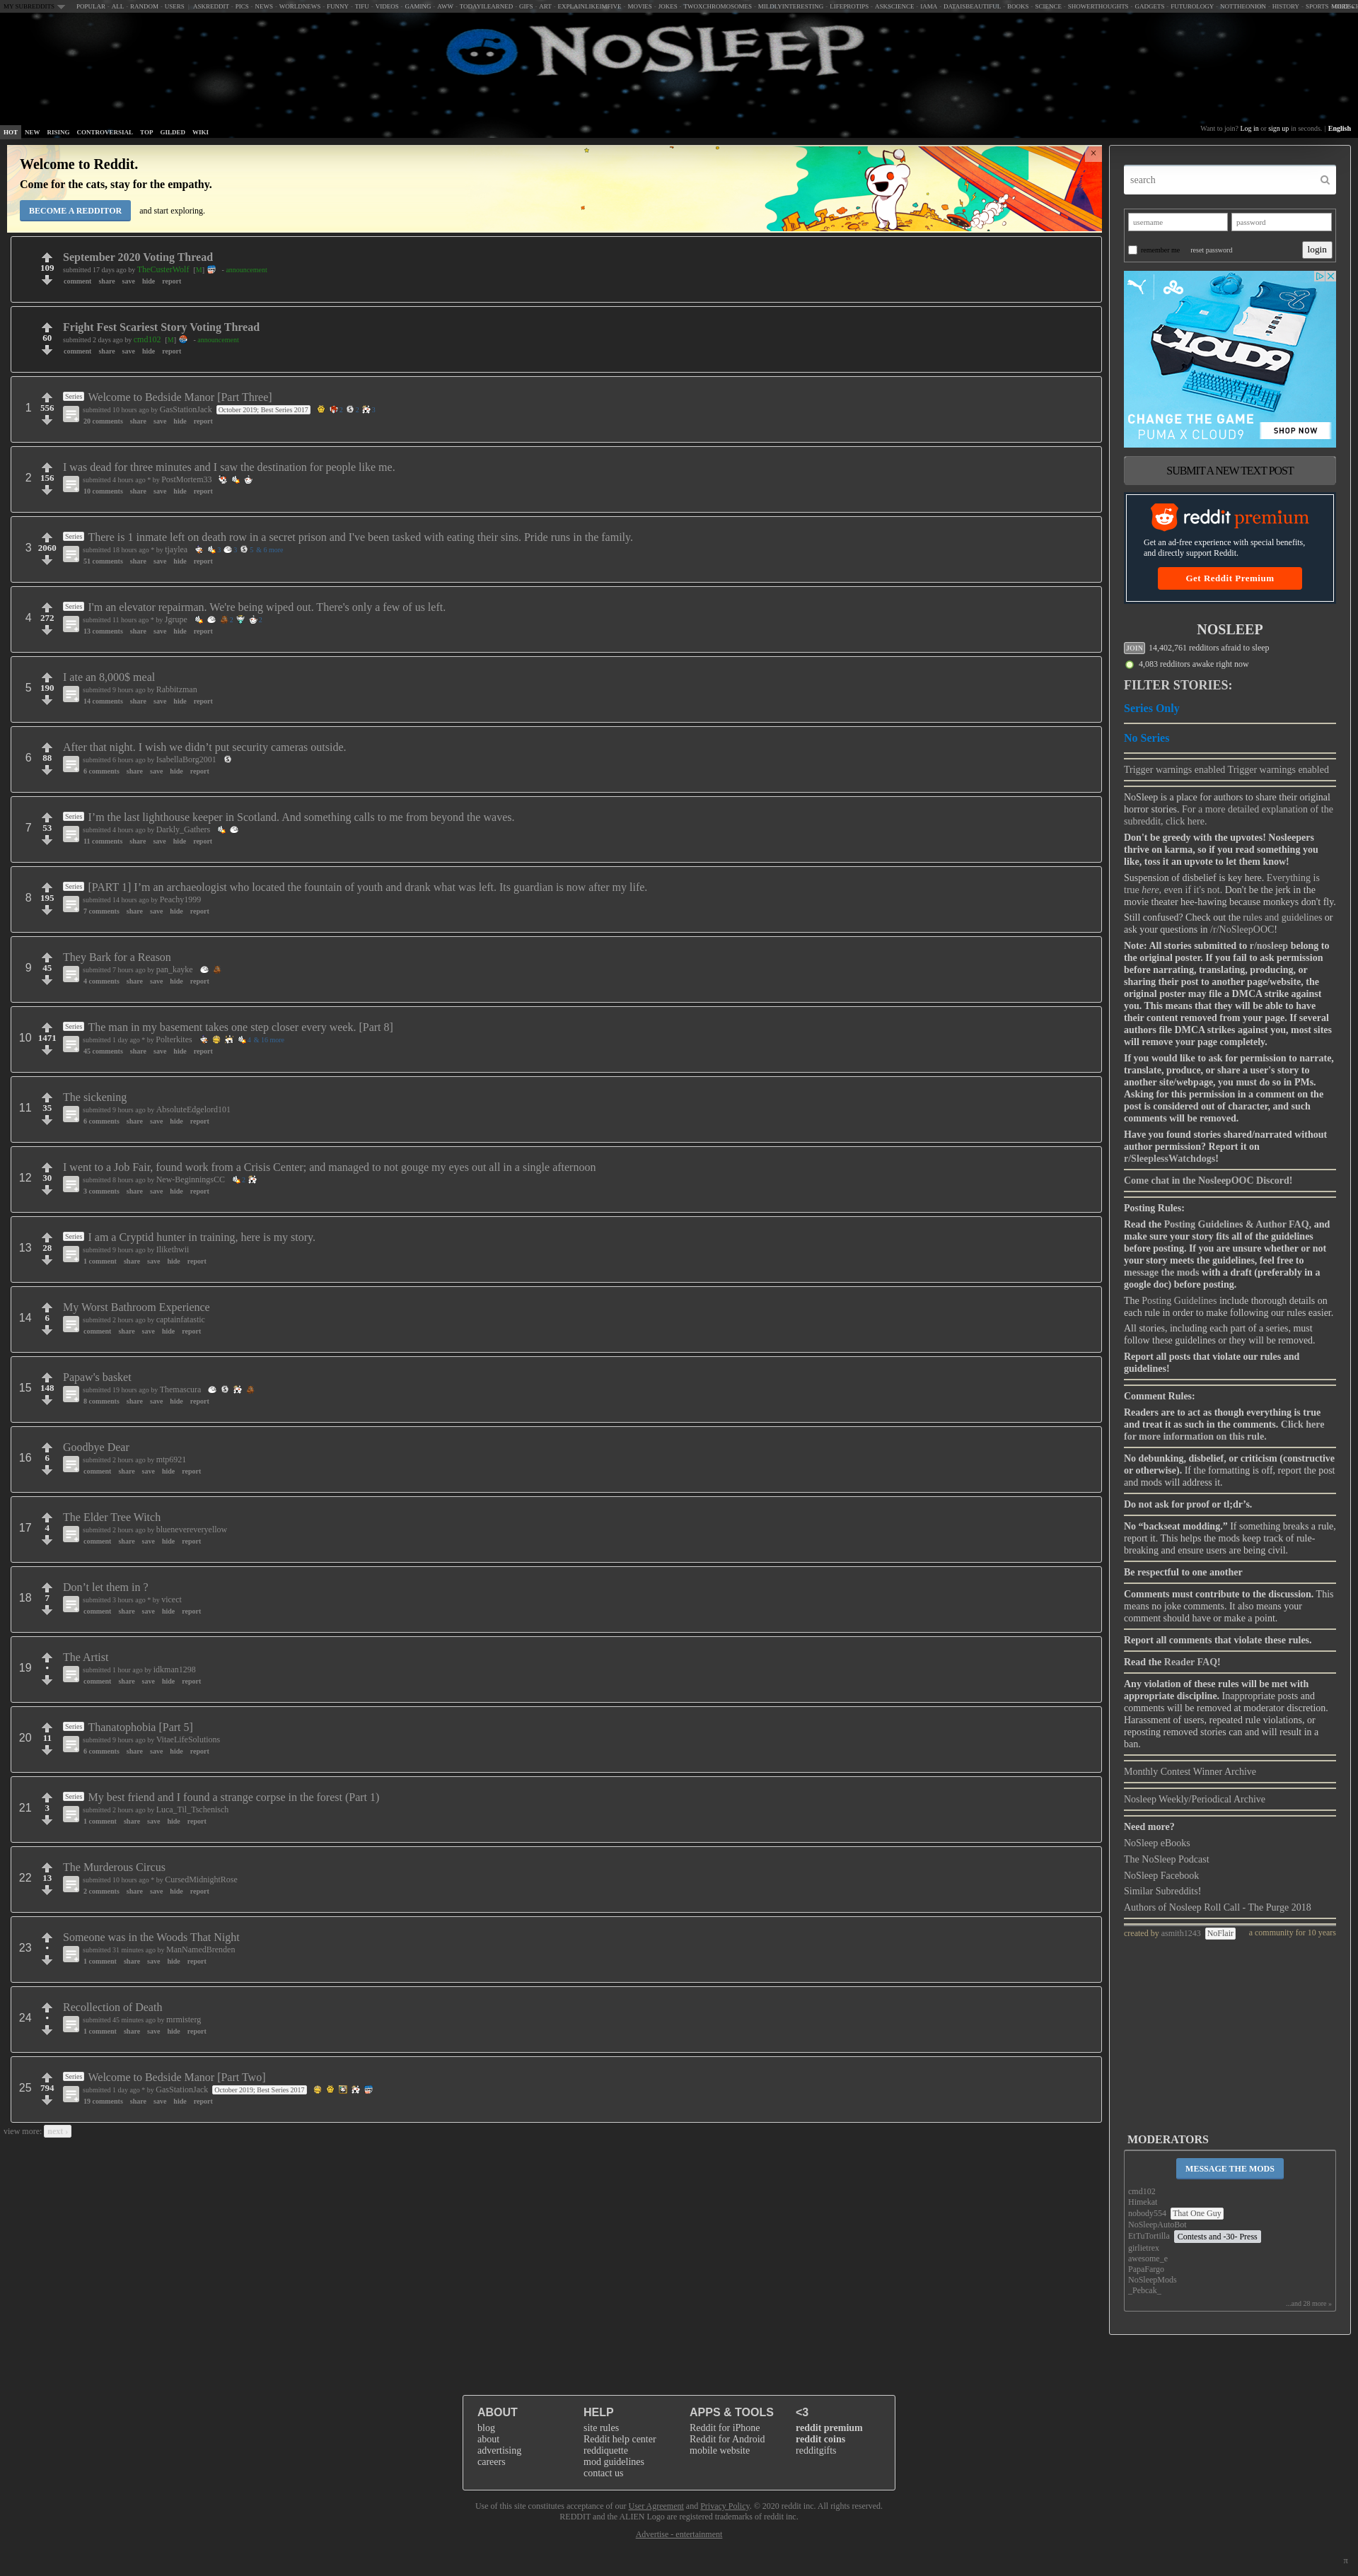 MY SUBREDDITS POPULAR ALL RANDOM USERS ASKREDDIT PICS NEWS WORLDNEWS FUNNY TIFU VIDEOS GAMING AWW TODAYILEARNED GIFS ART EXPLAINLIKEIMFIVE MOVIES JOKES TWOXCHROMOSOMES MILDLYINTERESTING LIFEPROTIPS ASKSCIENCE IAMA DATAISBEAUTIFUL BOOKS SCIENCE SHOWERTHOUGHTS GADGETS FUTUROLOGY NOTTHEONION HISTORY SPORTS
NoSleep
HOT NEW RISING CONTROVERSIAL TOP GILDED WIKI
Want to join? Log in or sign up in seconds. | English
Welcome to Reddit.
Come for the cats, stay for the empathy.
BECOME A REDDITOR and start exploring.
109
September 2020 Voting Thread
submitted 17 days ago by TheCusterWolf [M] - announcement
comment share save hide report
60
Fright Fest Scariest Story Voting Thread
submitted 2 days ago by cmd102 [M] - announcement
comment share save hide report
1
556
Series Welcome to Bedside Manor [Part Three]
submitted 10 hours ago by GasStationJack October 2019; Best Series 2017
20 comments share save hide report
2
156
I was dead for three minutes and I saw the destination for people like me.
submitted 4 hours ago * by PostMortem33
10 comments share save hide report
3
2060
Series There is 1 inmate left on death row in a secret prison and I've been tasked with eating their sins. Pride runs in the family.
submitted 18 hours ago * by tjaylea & 8 more
51 comments share save hide report
4
272
Series I'm an elevator repairman. We're being wiped out. There's only a few of us left.
submitted 11 hours ago * by Jgrupe
13 comments share save hide report
5
190
I ate an 8,000$ meal
submitted 9 hours ago by Rabbitzman
14 comments share save hide report
6
88
After that night. I wish we didn’t put security cameras outside.
submitted 6 hours ago by IsabellaBorg2001
6 comments share save hide report
7
53
Series I’m the last lighthouse keeper in Scotland. And something calls to me from beyond the waves.
submitted 4 hours ago by Darkly_Gathers
11 comments share save hide report
8
195
Series [PART 1] I’m an archaeologist who located the fountain of youth and drank what was left. Its guardian is now after my life.
submitted 14 hours ago by Peachy1999
7 comments share save hide report
9
45
They Bark for a Reason
submitted 7 hours ago by pan_kayke
4 comments share save hide report
10
1471
Series The man in my basement takes one step closer every week. [Part 8]
submitted 1 day ago * by Polterkites & 16 more
45 comments share save hide report
11
35
The sickening
submitted 9 hours ago by AbsoluteEdgelord101
6 comments share save hide report
12
30
I went to a Job Fair, found work from a Crisis Center; and managed to not gouge my eyes out all in a single afternoon
submitted 8 hours ago by New-BeginningsCC
3 comments share save hide report
13
28
Series I am a Cryptid hunter in training, here is my story.
submitted 9 hours ago by Ilikethwii
1 comment share save hide report
14
6
My Worst Bathroom Experience
submitted 2 hours ago by captainfatastic
comment share save hide report
15
148
Papaw's basket
submitted 19 hours ago by Themascura
8 comments share save hide report
16
6
Goodbye Dear
submitted 2 hours ago by mtp6921
comment share save hide report
17
4
The Elder Tree Witch
submitted 2 hours ago by bluenevereveryellow
comment share save hide report
18
7
Don’t let them in ?
submitted 3 hours ago * by vicect
comment share save hide report
19
•
The Artist
submitted 1 hour ago by idkman1298
comment share save hide report
20
11
Series Thanatophobia [Part 5]
submitted 9 hours ago by VitaeLifeSolutions
6 comments share save hide report
21
3
Series My best friend and I found a strange corpse in the forest (Part 1)
submitted 2 hours ago by Luca_Til_Tschenisch
1 comment share save hide report
22
13
The Murderous Circus
submitted 10 hours ago * by CursedMidnightRose
2 comments share save hide report
23
•
Someone was in the Woods That Night
submitted 31 minutes ago by ManNamedBrenden
1 comment share save hide report
24
•
Recollection of Death
submitted 45 minutes ago by mrmisterg
1 comment share save hide report
25
794
Series Welcome to Bedside Manor [Part Two]
submitted 1 day ago * by GasStationJack October 2019; Best Series 2017
19 comments share save hide report
view more: next ›
search
username password
remember me reset password login
CLOUD9
CHANGE THE GAME
PUMA X CLOUD9
SHOP NOW
SUBMIT A NEW TEXT POST
reddit premium
Get an ad-free experience with special benefits,
and directly support Reddit.
Get Reddit Premium
NOSLEEP
JOIN 14,402,761 redditors afraid to sleep
4,083 redditors awake right now
FILTER STORIES:
Series Only
No Series
Trigger warnings enabled Trigger warnings enabled
NoSleep is a place for authors to share their original
horror stories. For a more detailed explanation of the
subreddit, click here.
Don't be greedy with the upvotes! Nosleepers
thrive on karma, so if you read something you
like, toss it an upvote to let them know!
Suspension of disbelief is key here. Everything is
true here, even if it's not. Don't be the jerk in the
movie theater hee-hawing because monkeys don't fly.
Still confused? Check out the rules and guidelines or
ask your questions in /r/NoSleepOOC!
Note: All stories submitted to r/nosleep belong to
the original poster. If you fail to ask permission
before narrating, translating, producing, or
sharing their post to another page/website, the
original poster may file a DMCA strike against
you. This means that they will be able to have
their content removed from your page. If several
authors file DMCA strikes against you, most sites
will remove your page completely.
If you would like to ask for permission to narrate,
translate, produce, or share a user's story to
another site/webpage, you must do so in PMs.
Asking for this permission in a comment on the
post is considered out of character, and such
comments will be removed.
Have you found stories shared/narrated without
author permission? Report it on
r/SleeplessWatchdogs!
Come chat in the NosleepOOC Discord!
Posting Rules:
Read the Posting Guidelines & Author FAQ, and
make sure your story fits all of the guidelines
before posting. If you are unsure whether or not
your story meets the guidelines, feel free to
message the mods with a draft (preferably in a
google doc) before posting.
The Posting Guidelines include thorough details on
each rule in order to make following our rules easier.
All stories, including each part of a series, must
follow these guidelines or they will be removed.
Report all posts that violate our rules and
guidelines!
Comment Rules:
Readers are to act as though everything is true
and treat it as such in the comments. Click here
for more information on this rule.
No debunking, disbelief, or criticism (constructive
or otherwise). If the formatting is off, report the post
and mods will address it.
Do not ask for proof or tl;dr’s.
No “backseat modding.” If something breaks a rule,
report it. This helps the mods keep track of rule-
breaking and ensure users are being civil.
Be respectful to one another
Comments must contribute to the discussion. This
means no joke comments. It also means your
comment should have or make a point.
Report all comments that violate these rules.
Read the Reader FAQ!
Any violation of these rules will be met with
appropriate discipline. Inappropriate posts and
comments will be removed at moderator discretion.
Harassment of users, repeated rule violations, or
reposting removed stories can and will result in a
ban.
Monthly Contest Winner Archive
Nosleep Weekly/Periodical Archive
Need more?
NoSleep eBooks
The NoSleep Podcast
NoSleep Facebook
Similar Subreddits!
Authors of Nosleep Roll Call - The Purge 2018
created by asmith1243 NoFlair a community for 10 years
MODERATORS
MESSAGE THE MODS
cmd102
Himekat
nobody554 That One Guy
NoSleepAutoBot
EtTuTortilla Contests and -30- Press
girlietrex
awesome_e
PapaFargo
NoSleepMods
_Pebcak_
...and 28 more »
ABOUT
blog
about
advertising
careers
HELP
site rules
Reddit help center
reddiquette
mod guidelines
contact us
APPS & TOOLS
Reddit for iPhone
Reddit for Android
mobile website
<3
reddit premium
reddit coins
redditgifts
Use of this site constitutes acceptance of our User Agreement and Privacy Policy. © 2020 reddit inc. All rights reserved.
REDDIT and the ALIEN Logo are registered trademarks of reddit inc.
Advertise - entertainment
π